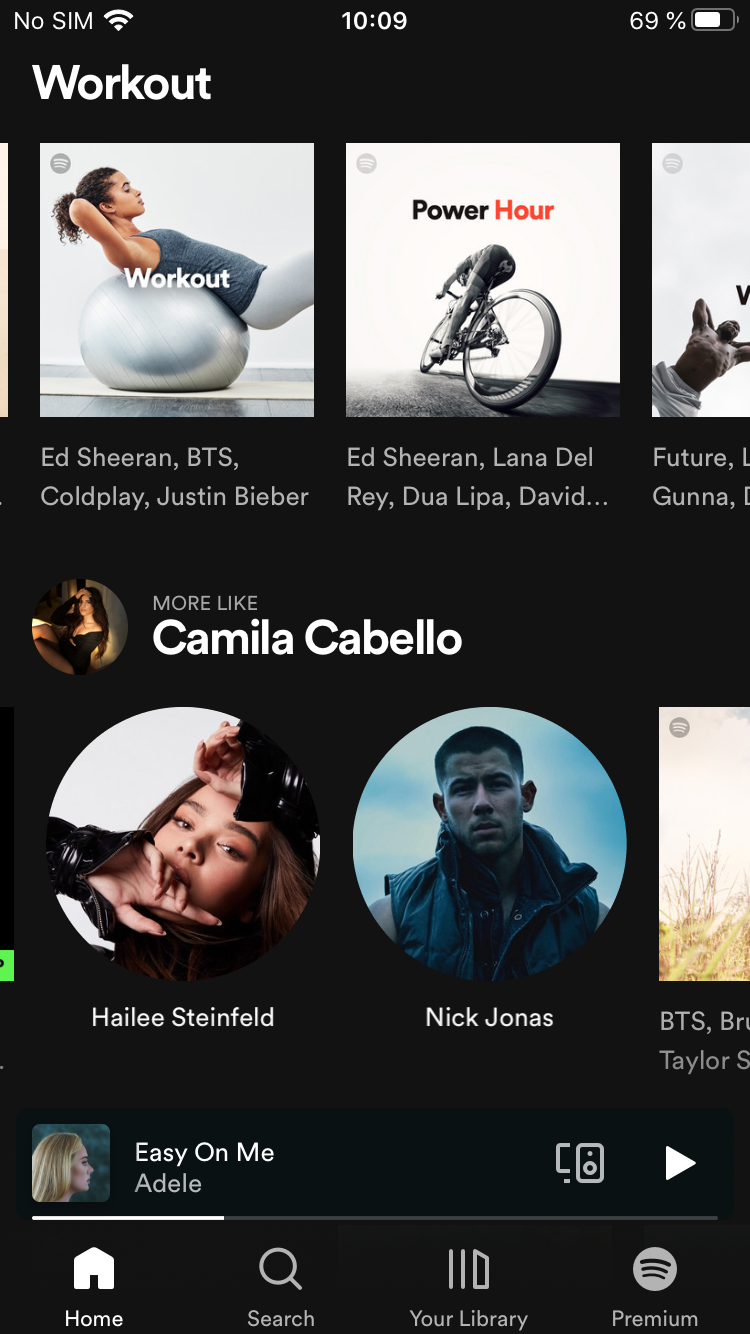 No SIM 10:09 69 %
Workout
Workout
Power Hour
Ed Sheeran, BTS,
Coldplay, Justin Bieber
Ed Sheeran, Lana Del
Rey, Dua Lipa, David...
Future, L
Gunna, D
MORE LIKE
Camila Cabello
Hailee Steinfeld
Nick Jonas
BTS, Bru
Taylor S
Easy On Me
Adele
Home
Search
Your Library
Premium